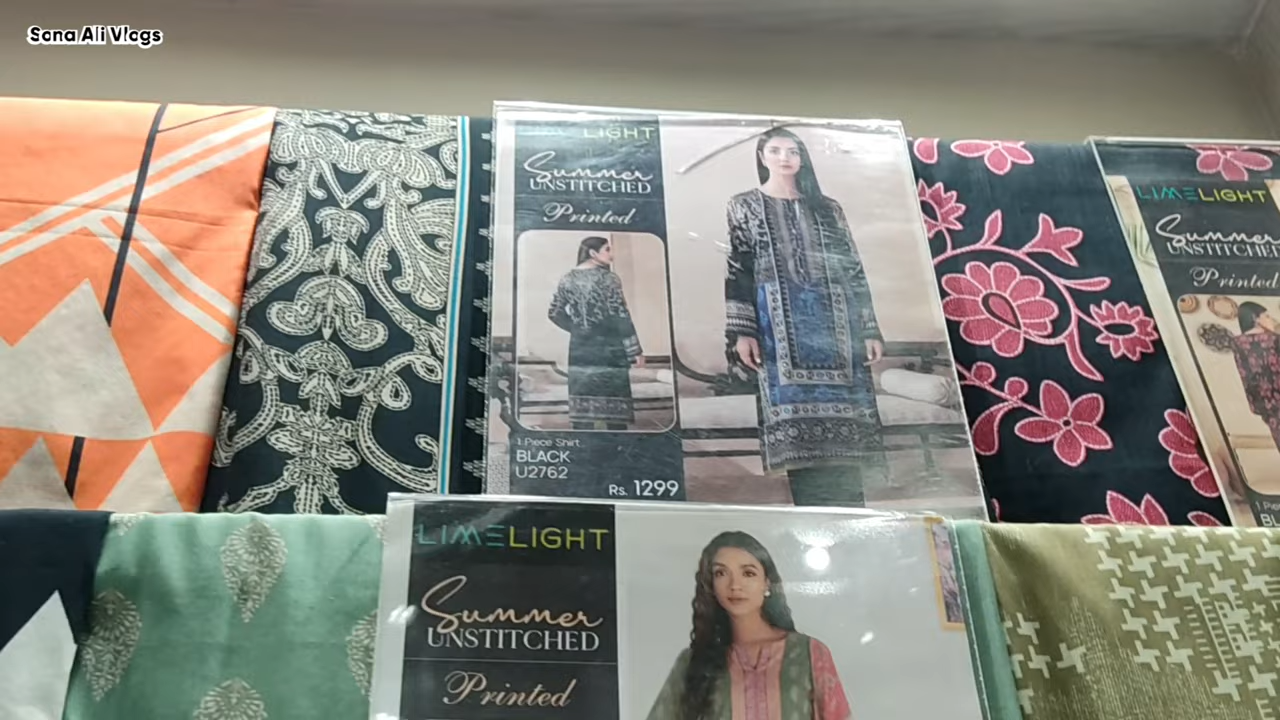 Sana Ali Vlogs
LIGHT
Summer
UNSTITCHED
Printed
1 Piece Shirt
BLACK
U2762
Rs. 1299
LIMELIGHT
Summer
UNSTITCHED
Printed
LIMELIGHT
Summer
UNSTITCHED
Printed